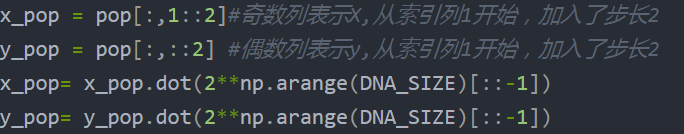 x_pop = pop[:,1::2]#奇数列表示X,从索引列1开始，加入了步长2
y_pop = pop[:,::2] #偶数列表示y,从索引列1开始，加入了步长2
x_pop= x_pop.dot(2**np.arange(DNA_SIZE)[::-1])
y_pop= y_pop.dot(2**np.arange(DNA_SIZE)[::-1])